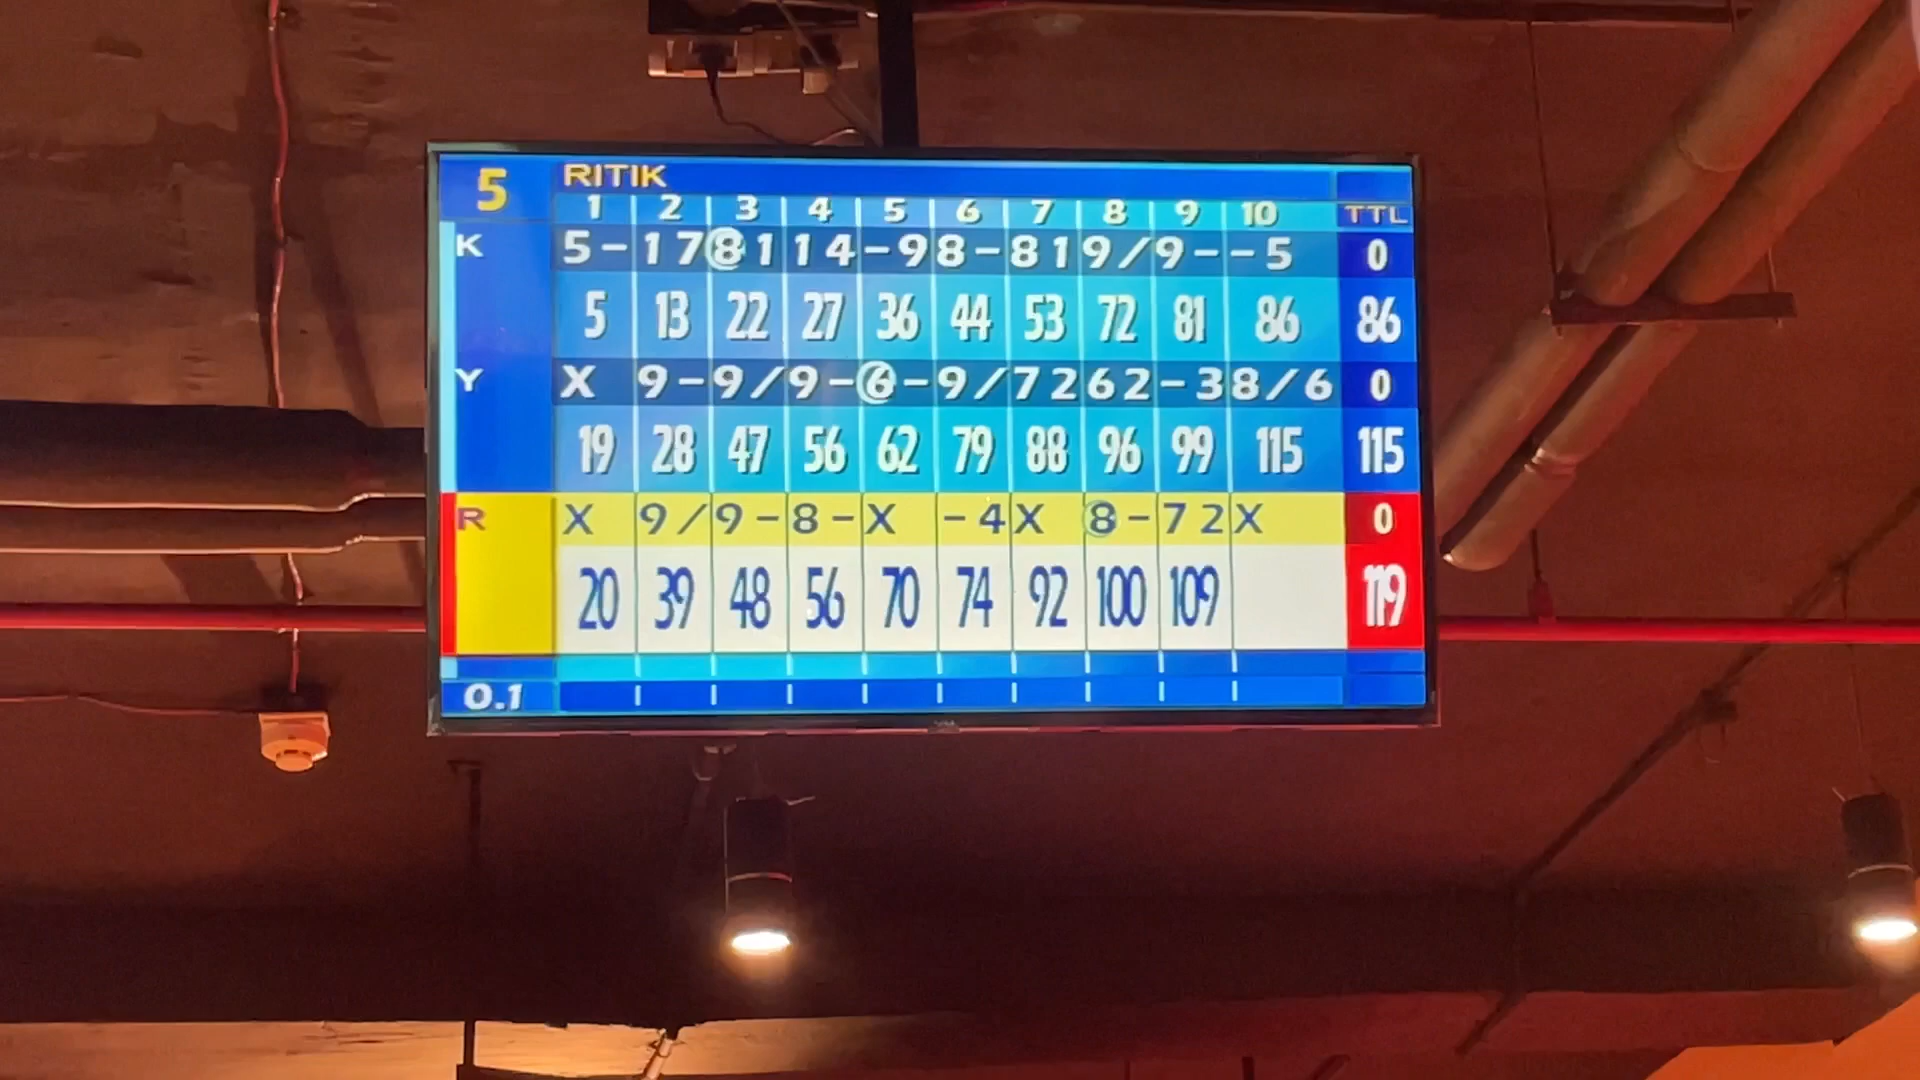 5 RITIK
1 2 3 4 5 6 7 8 9 10 TTL
K 5 - 1 7 8 1 1 4 - 9 8 - 8 1 9 / 9 - - 5 0
5 13 22 27 36 44 53 72 81 86 86
Y X 9 - 9 / 9 - 6 - 9 / 7 2 6 2 - 3 8 / 6 0
19 28 47 56 62 79 88 96 99 115 115
R X 9 / 9 - 8 - X - 4 X 8 - 7 2 X 0
20 39 48 56 70 74 92 100 109 119
0.1